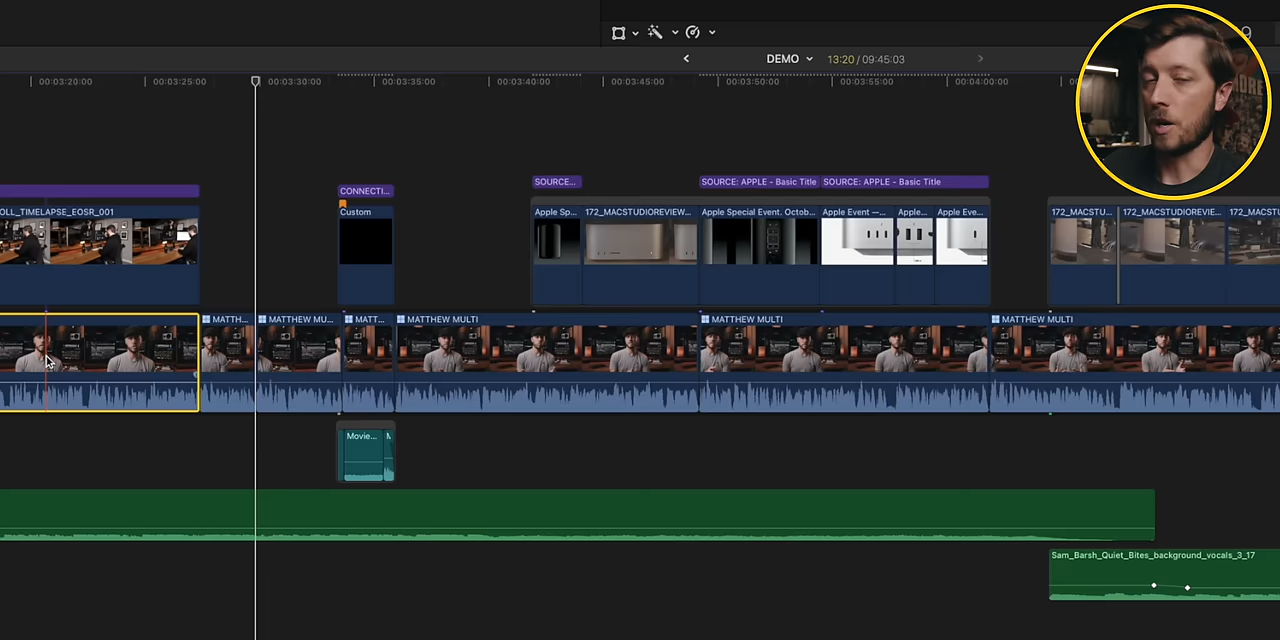 DEMO
13:20 / 09:45:03
00:03:20:00
00:03:25:00
00:03:30:00
00:03:35:00
00:03:40:00
00:03:45:00
00:03:50:00
00:03:55:00
00:04:00:00
SOURCE...
SOURCE: APPLE - Basic Title
SOURCE: APPLE - Basic Title
CONNECTI...
OLL_TIMELAPSE_EOSR_001
Custom
Apple Sp...
172_MACSTUDIOREVIEW...
Apple Special Event. Octob...
Apple Event —...
Apple...
Apple Eve...
172_MACSTU...
172_MACSTUDIOREVIE...
172_MACSTU
MATTH...
MATTHEW MU...
MATT...
MATTHEW MULTI
MATTHEW MULTI
MATTHEW MULTI
Movie...
M
Sam_Barsh_Quiet_Bites_background_vocals_3_17